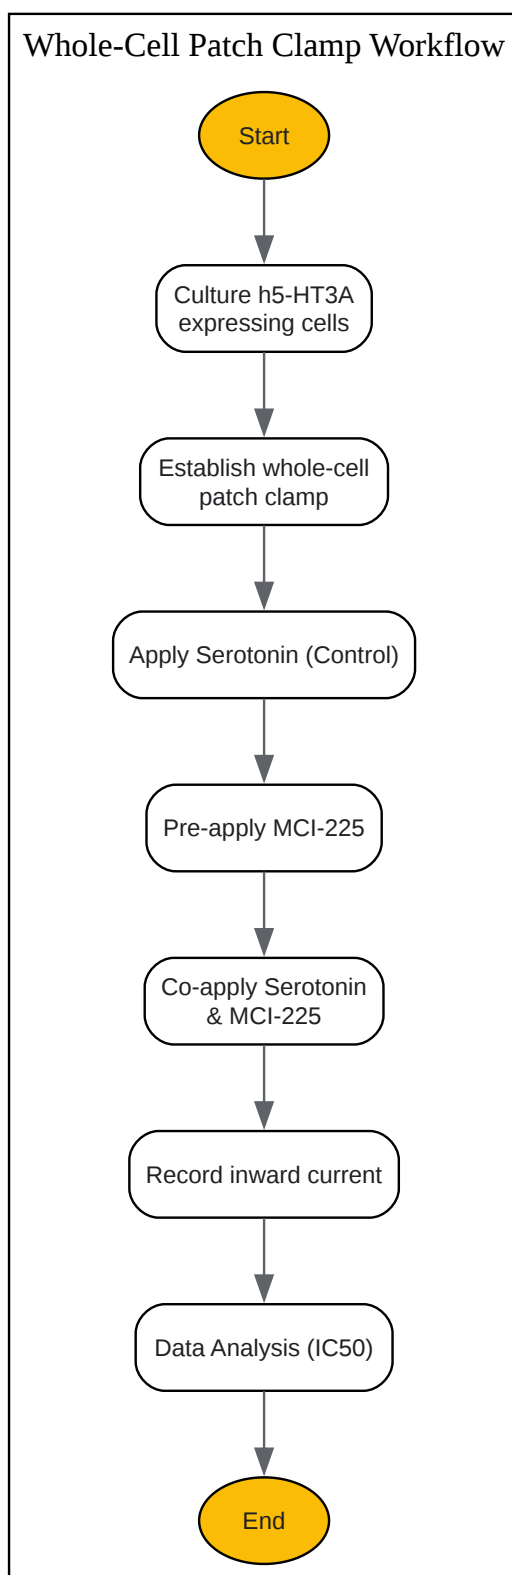 Whole-Cell Patch Clamp Workflow
Start
Culture h5-HT3A
expressing cells
Establish whole-cell
patch clamp
Apply Serotonin (Control)
Pre-apply MCI-225
Co-apply Serotonin
& MCI-225
Record inward current
Data Analysis (IC50)
End